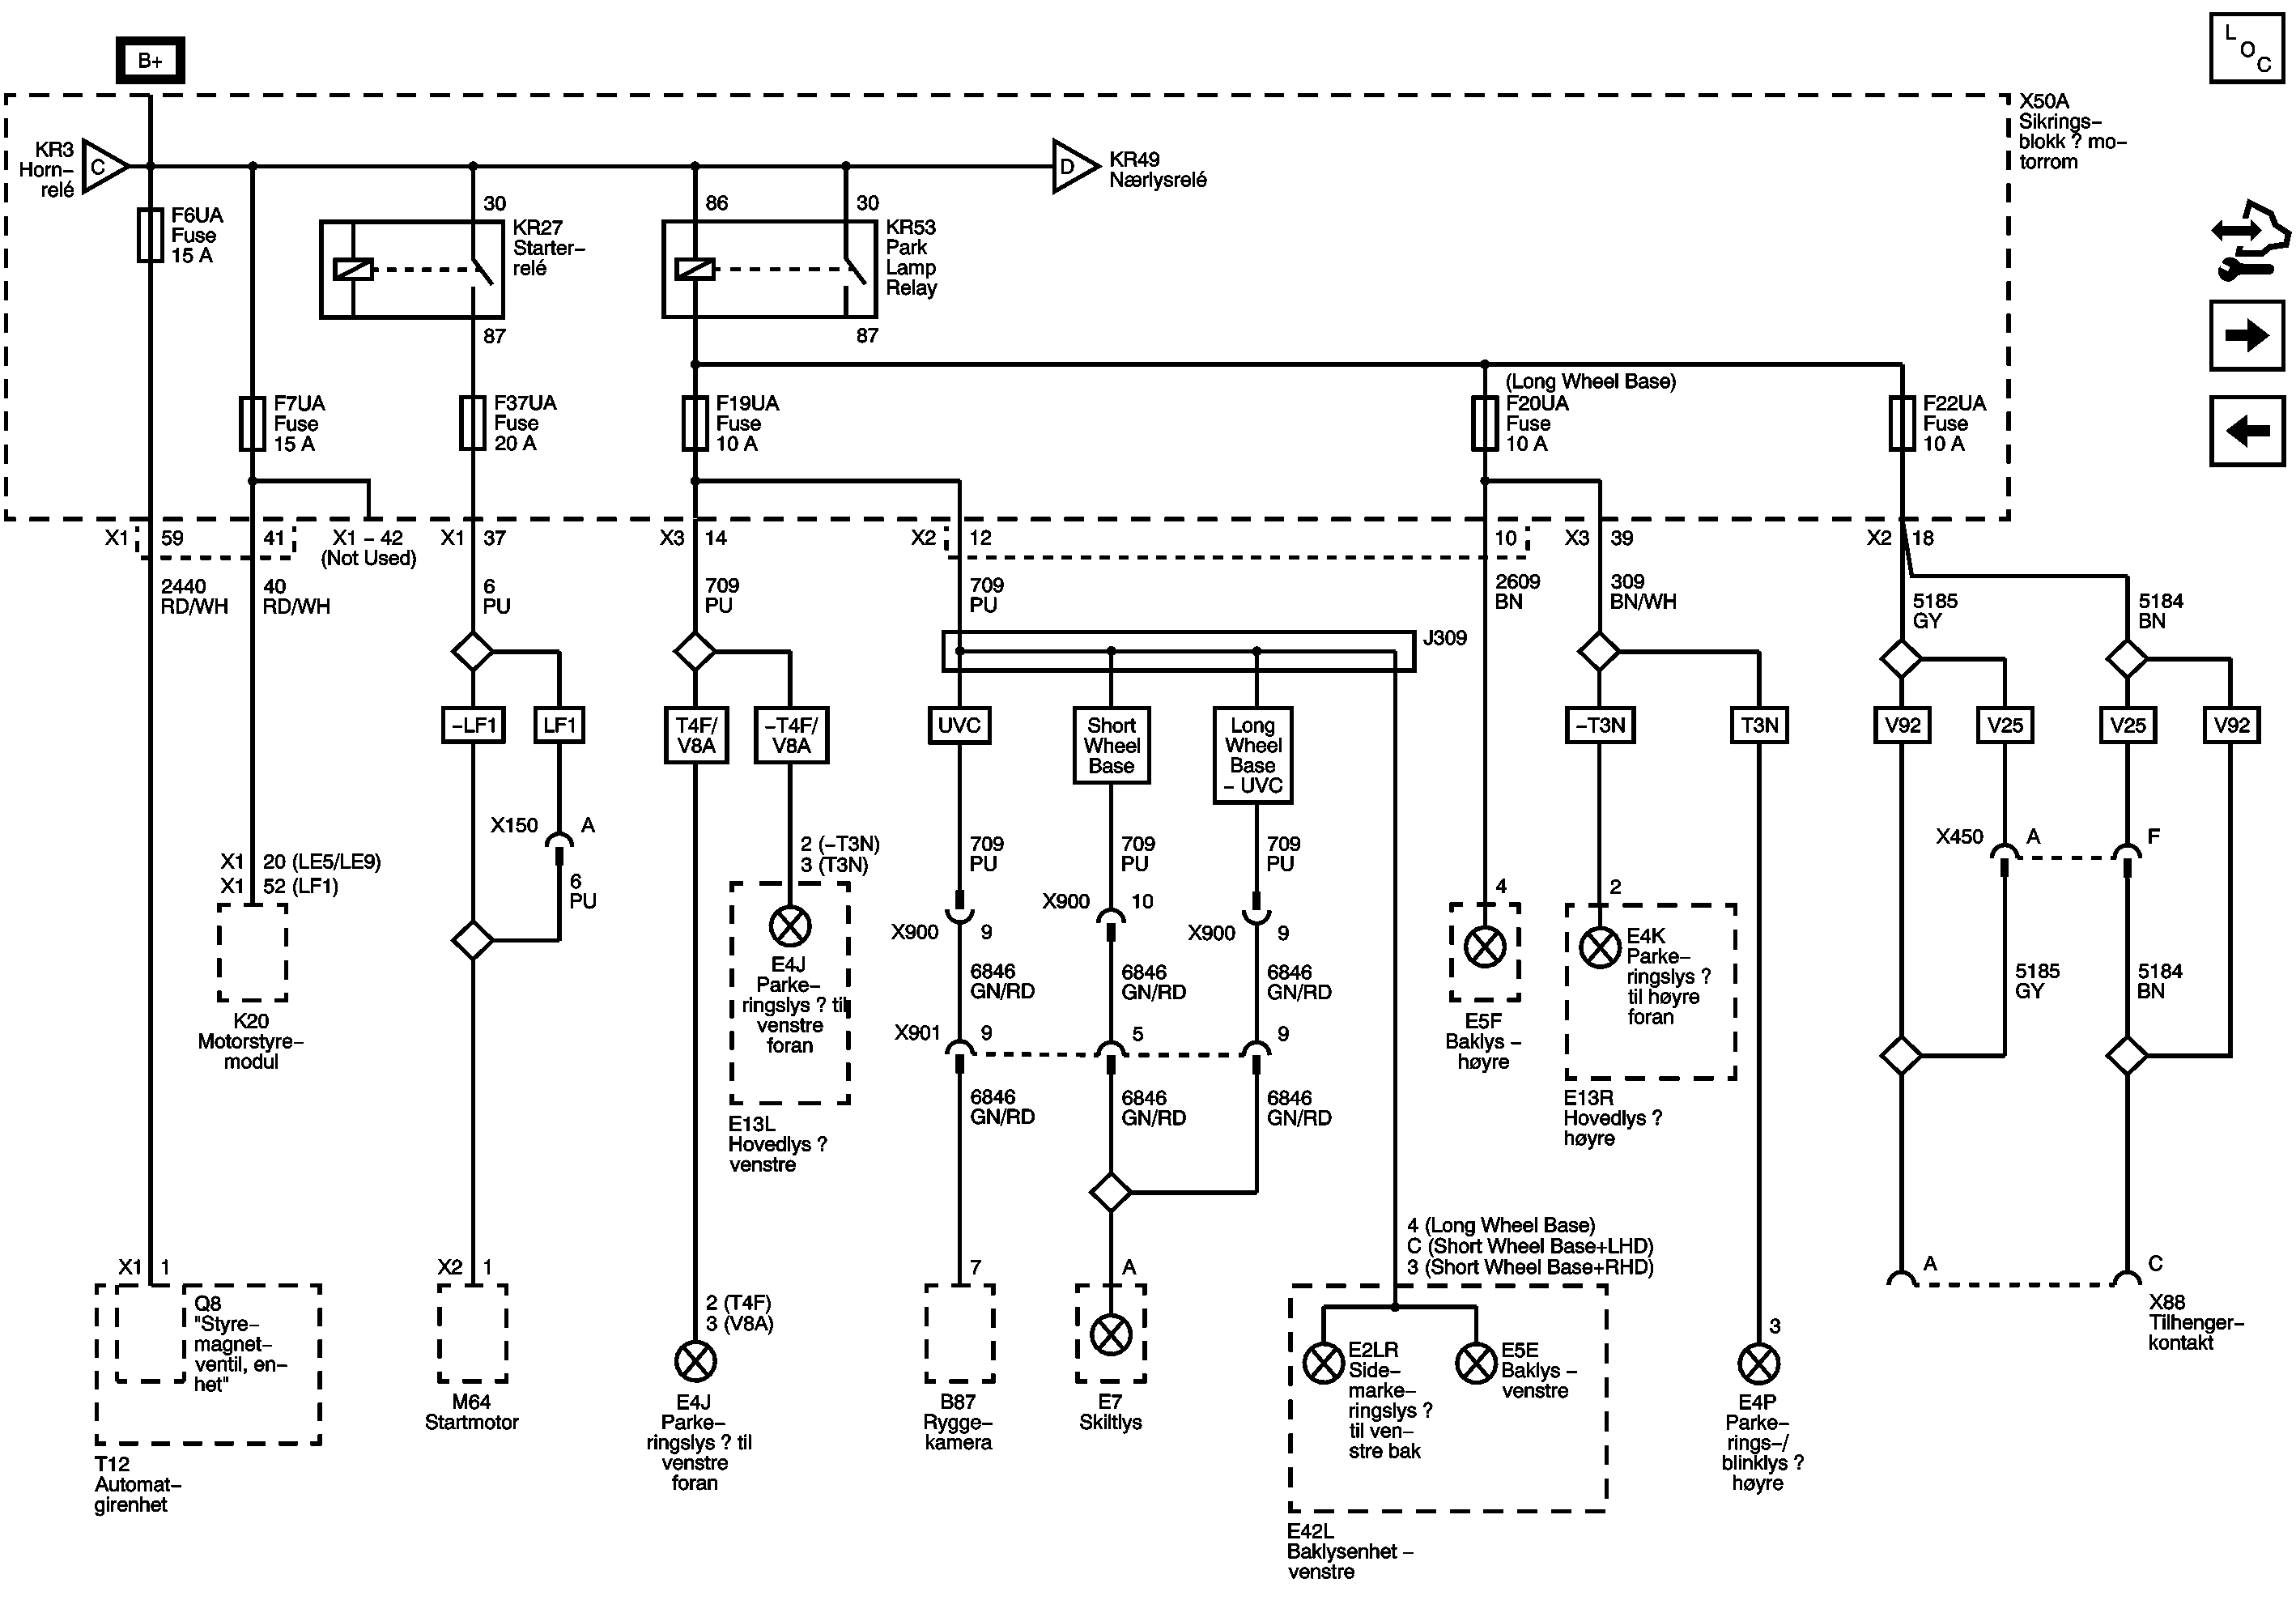 B+
L
O
C
X50A
Sikrings–
blokk ? mo–
torrom
KR3
Horn–
relé
C
D
KR49
Nærlysrelé
F6UA
Fuse
15 A
30
KR27
Starter–
relé
87
86
30
KR53
Park
Lamp
Relay
87
F7UA
Fuse
15 A
F37UA
Fuse
20 A
F19UA
Fuse
10 A
(Long Wheel Base)
F20UA
Fuse
10 A
F22UA
Fuse
10 A
X1 59
41
X1 – 42
(Not Used)
X1 37
X3 14
X2 12
10
X3 39
X2 18
2440
RD/WH
40
RD/WH
6
PU
709
PU
709
PU
2609
BN
309
BN/WH
5185
GY
5184
BN
J309
–LF1
LF1
T4F/
V8A
–T4F/
V8A
UVC
Short
Wheel
Base
Long
Wheel
Base
– UVC
–T3N
T3N
V92
V25
V25
V92
X150 A
6
PU
X1 20 (LE5/LE9)
X1 52 (LF1)
K20
Motorstyre–
modul
2 (–T3N)
3 (T3N)
E4J
Parke–
ringslys ? til
venstre
foran
E13L
Hovedlys ?
venstre
709
PU
709
PU
709
PU
X900 9
X900 10
X900 9
6846
GN/RD
6846
GN/RD
6846
GN/RD
X901 9
5
9
6846
GN/RD
6846
GN/RD
6846
GN/RD
4
E5F
Baklys –
høyre
2
E4K
Parke–
ringslys ?
til høyre
foran
E13R
Hovedlys ?
høyre
X450 A
F
5185
GY
5184
BN
X1 1
Q8
"Styre–
magnet–
ventil, en–
het"
T12
Automat–
girenhet
X2 1
M64
Startmotor
2 (T4F)
3 (V8A)
E4J
Parke–
ringslys ? til
venstre
foran
7
B87
Rygge–
kamera
A
E7
Skiltlys
4 (Long Wheel Base)
C (Short Wheel Base+LHD)
3 (Short Wheel Base+RHD)
E2LR
Side–
marke–
ringslys ?
til ven–
stre bak
E5E
Baklys –
venstre
E42L
Baklysenhet –
venstre
3
E4P
Parke–
rings–/
blinklys ?
høyre
A
C
X88
Tilhenger–
kontakt